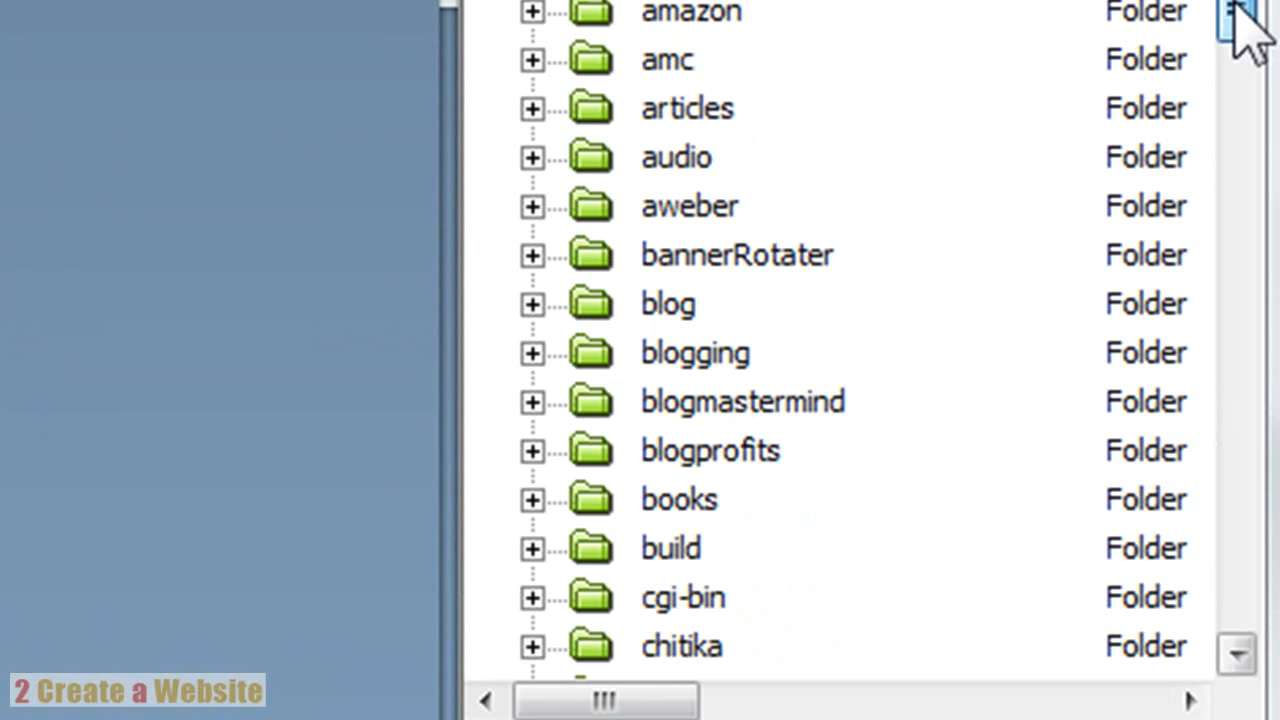 amazon Folder
amc Folder
articles Folder
audio Folder
aweber Folder
bannerRotater Folder
blog Folder
blogging Folder
blogmastermind Folder
blogprofits Folder
books Folder
build Folder
cgi-bin Folder
chitika Folder
2 Create a Website